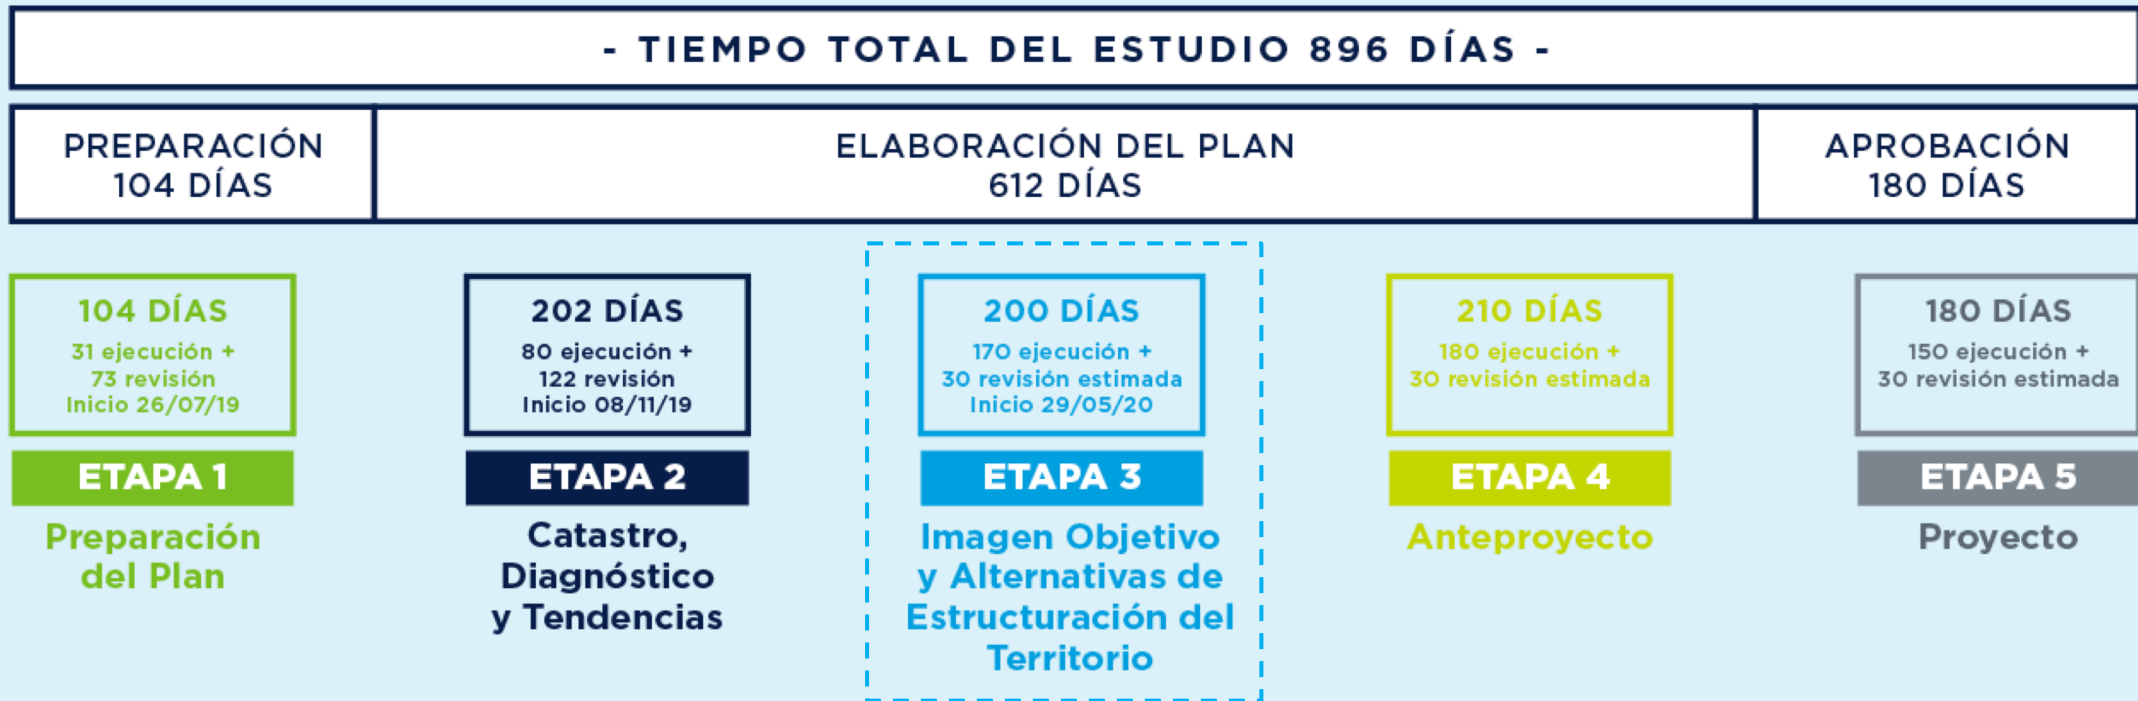 - TIEMPO TOTAL DEL ESTUDIO 896 DÍAS -
PREPARACIÓN
104 DÍAS
ELABORACIÓN DEL PLAN
612 DÍAS
APROBACIÓN
180 DÍAS
104 DÍAS
31 ejecución +
73 revisión
Inicio 26/07/19
ETAPA 1
Preparación
del Plan
202 DÍAS
80 ejecución +
122 revisión
Inicio 08/11/19
ETAPA 2
Catastro,
Diagnóstico
y Tendencias
200 DÍAS
170 ejecución +
30 revisión estimada
Inicio 29/05/20
ETAPA 3
Imagen Objetivo
y Alternativas de
Estructuración del
Territorio
210 DÍAS
180 ejecución +
30 revisión estimada
ETAPA 4
Anteproyecto
180 DÍAS
150 ejecución +
30 revisión estimada
ETAPA 5
Proyecto